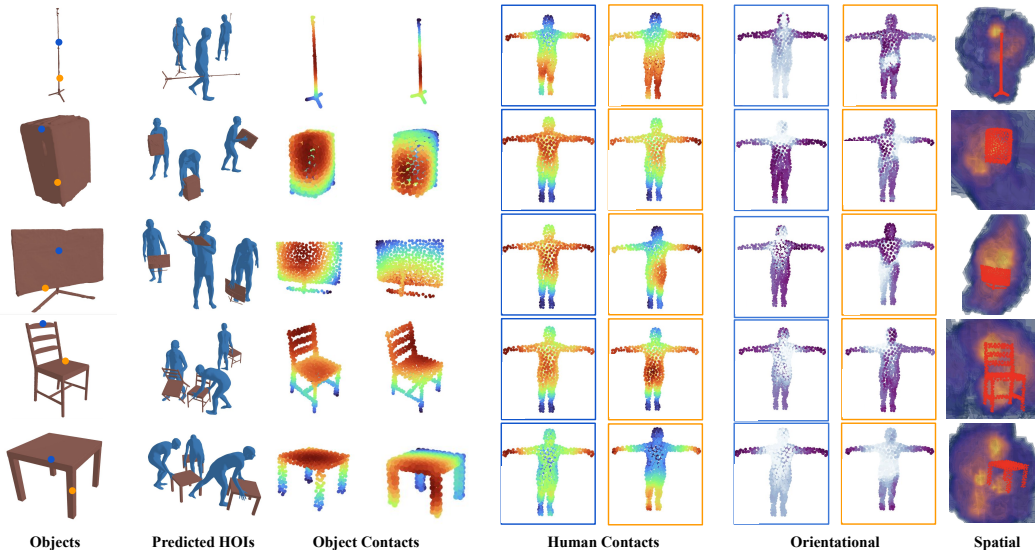 Objects
Predicted HOIs
Object Contacts
Human Contacts
Orientational
Spatial